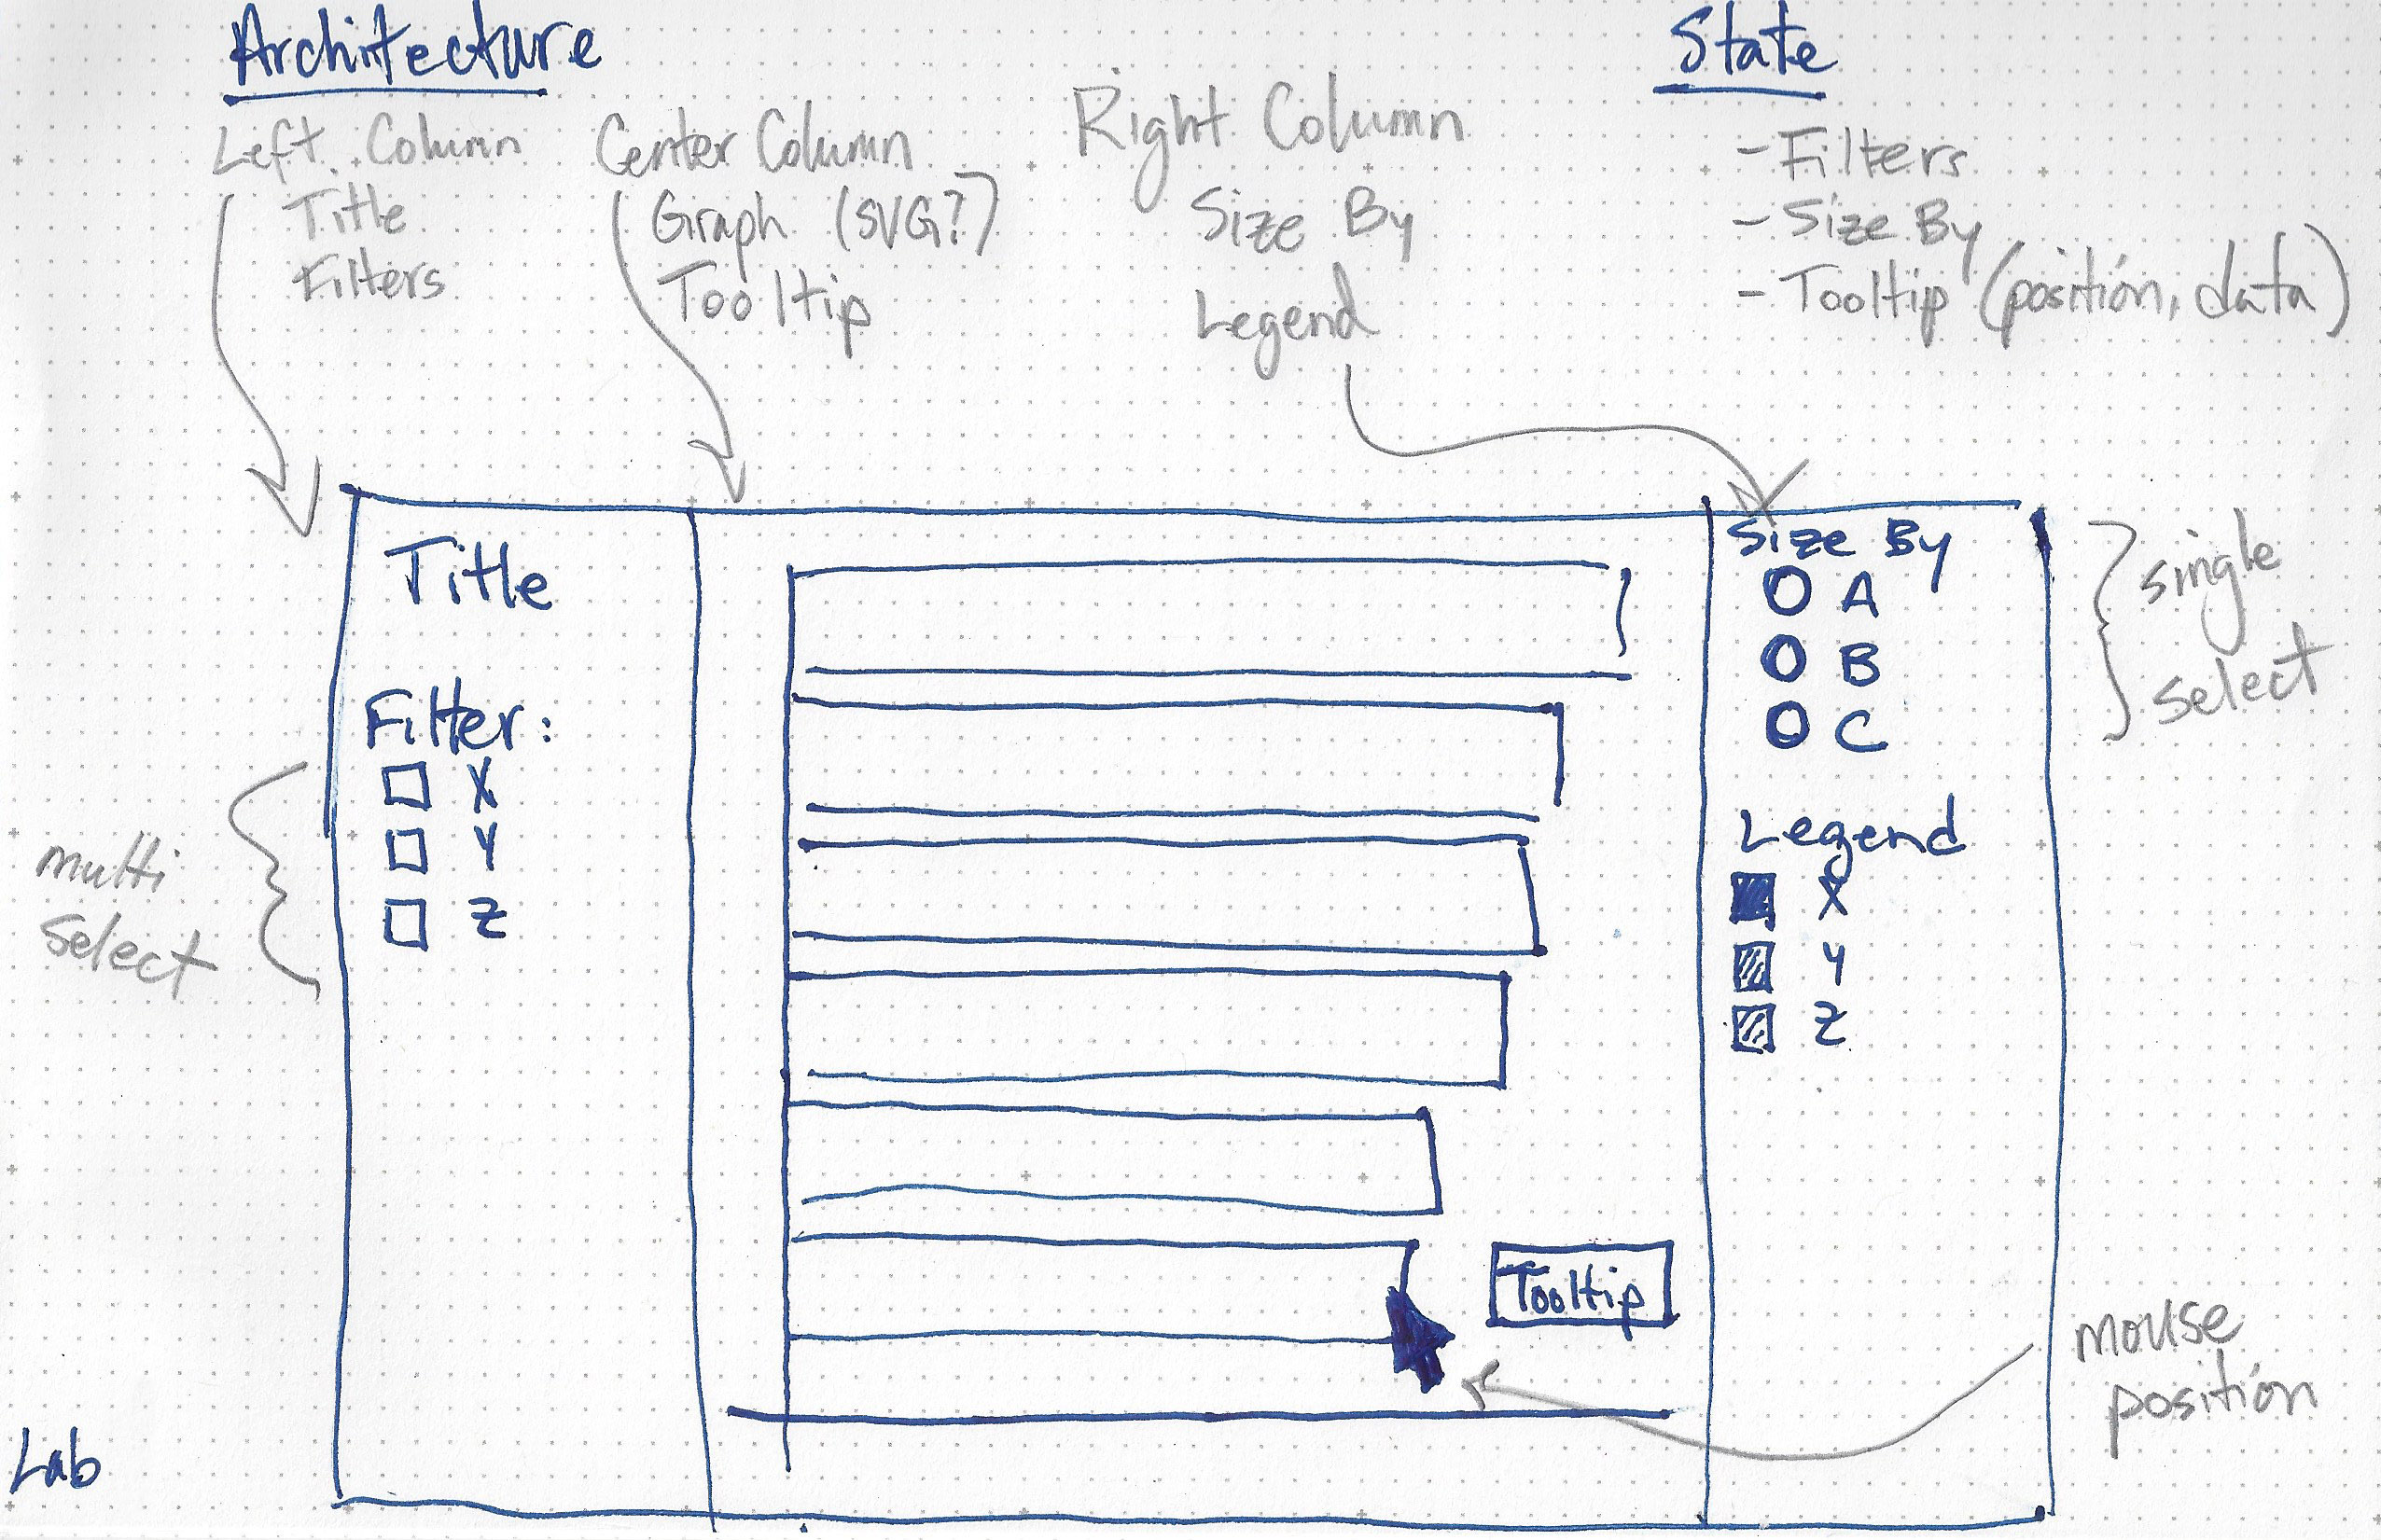 Architecture
Left Column
Title
Filters
Center Column
Graph (SVG?)
Tooltip
Right Column
Size By
Legend
State
- Filters
- Size By
- Tooltip (position, data)
Title
Filter:
X
Y
Z
multi
select
Size By
A
B
C
single
select
Legend
X
Y
Z
Tooltip
mouse
position
Lab